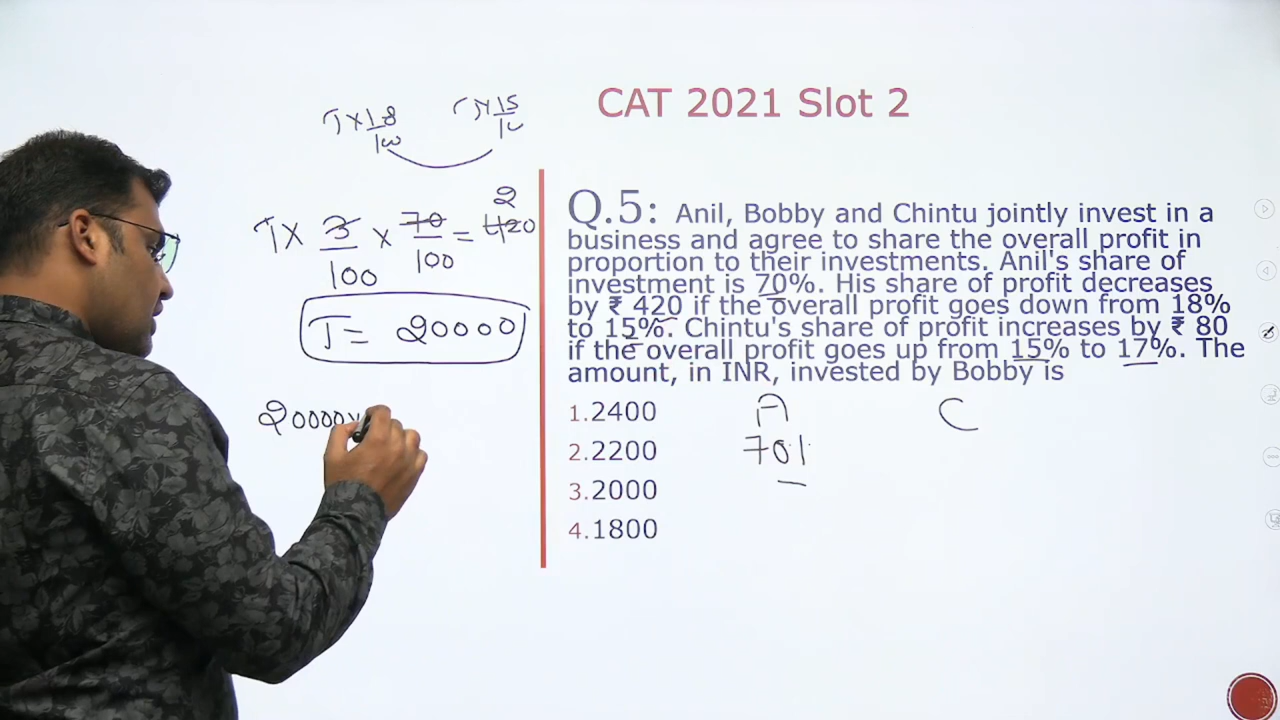 CAT 2021 Slot 2
T × 18/100
× 15/10
T × 3/100 × 70/100 = 420
2
T = 20000
20000×
Q.5: Anil, Bobby and Chintu jointly invest in a
business and agree to share the overall profit in
proportion to their investments. Anil's share of
investment is 70%. His share of profit decreases
by ₹ 420 if the overall profit goes down from 18%
to 15%. Chintu's share of profit increases by ₹ 80
if the overall profit goes up from 15% to 17%. The
amount, in INR, invested by Bobby is
1.2400
2.2200
3.2000
4.1800
A
C
70%